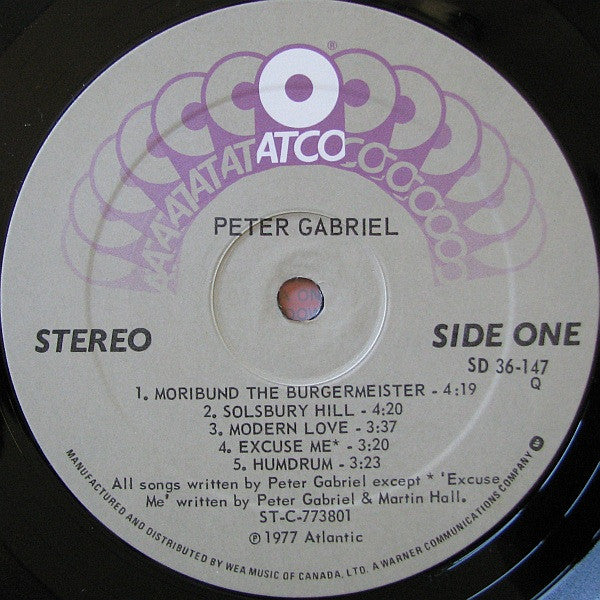 ®
ATATATATATCOCOCOCOCO
PETER GABRIEL
STEREO
SIDE ONE
SD 36-147
Q
1. MORIBUND THE BURGERMEISTER - 4:19
2. SOLSBURY HILL - 4:20
3. MODERN LOVE - 3:37
4. EXCUSE ME* - 3:20
5. HUMDRUM - 3:23
All songs written by Peter Gabriel except * 'Excuse
Me' written by Peter Gabriel & Martin Hall.
ST-C-773801
℗ 1977 Atlantic
MANUFACTURED AND DISTRIBUTED BY WEA MUSIC OF CANADA, LTD. A WARNER COMMUNICATIONS COMPANY